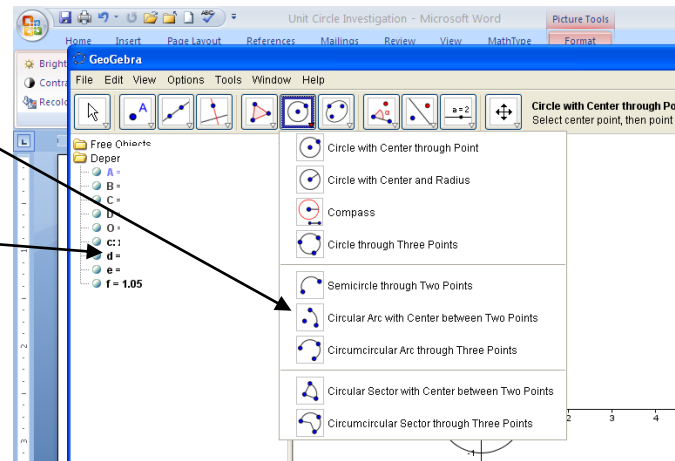 Unit Circle Investigation - Microsoft Word
Picture Tools
Home Insert Page Layout References Mailings Review View MathType Format
Bright
Contra
Recolo
GeoGebra
File Edit View Options Tools Window Help
A
a=2
Circle with Center through Po
Select center point, then point
L
Free Objects
Deper
A =
B =
C =
D =
O =
c:
d =
e =
f = 1.05
Circle with Center through Point
Circle with Center and Radius
Compass
Circle through Three Points
Semicircle through Two Points
Circular Arc with Center between Two Points
Circumcircular Arc through Three Points
Circular Sector with Center between Two Points
Circumcircular Sector through Three Points
2 3 4
-1